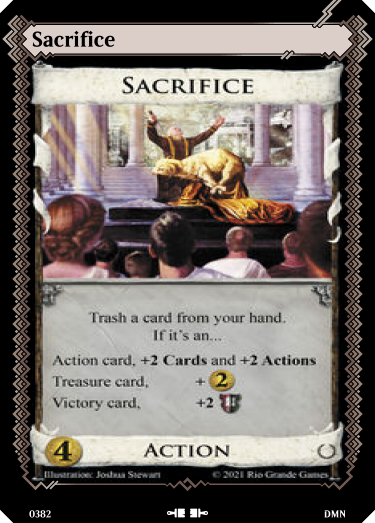 Sacrifice
SACRIFICE
Trash a card from your hand.
If it's an...
Action card, +2 Cards and +2 Actions
Treasure card, + 2
Victory card, +2
4 ACTION
Illustration: Joshua Stewart © 2021 Rio Grande Games
0382 DMN